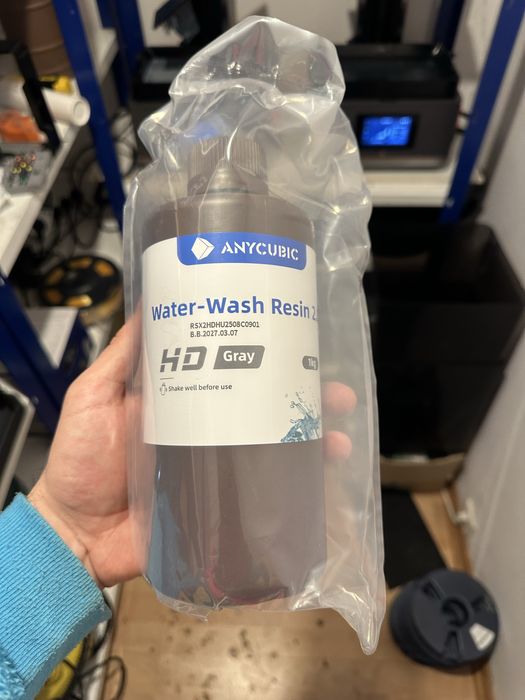 ANYCUBIC
Water-Wash Resin 2.
RSX2HDHU2508C0901
B.B.2027.03.07
HD Gray
1kg
Shake well before use